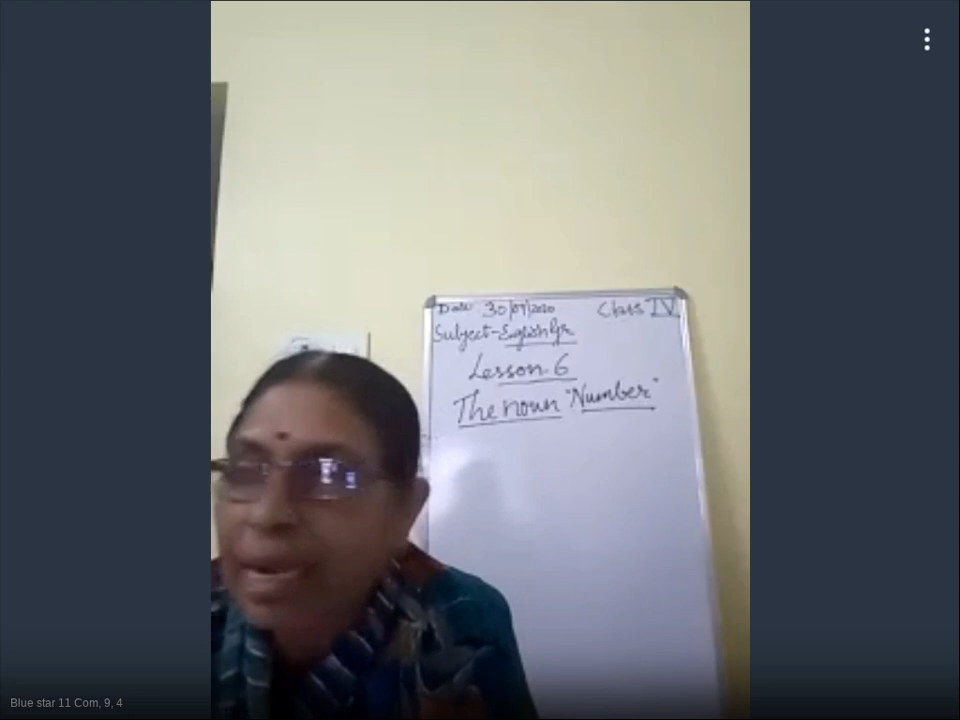 Date 30/07/2020 Class IV
Subject-English Gr
Lesson 6
The noun "Number"
Blue star 11 Com, 9, 4